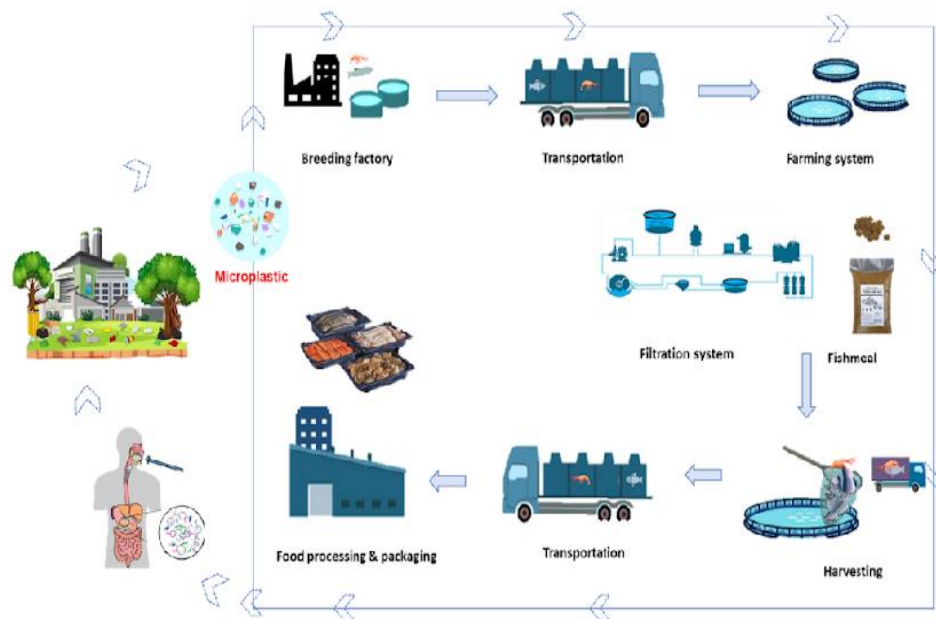 Breeding factory
Transportation
Farming system
Microplastic
Filtration system
Fishmeal
Food processing & packaging
Transportation
Harvesting